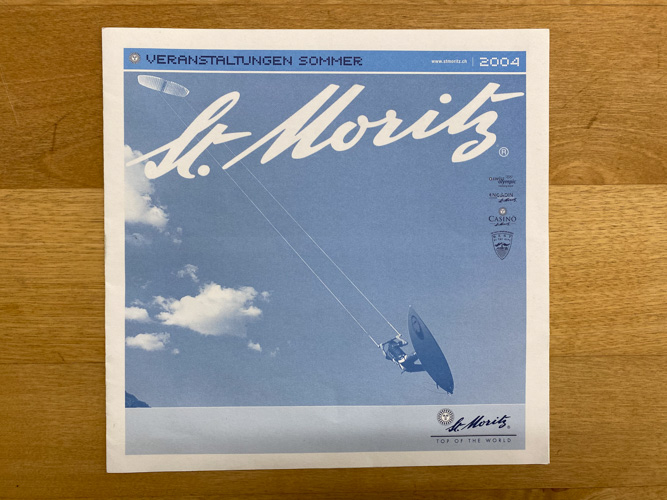 VERANSTALTUNGEN SOMMER
www.stmoritz.ch | 2004
St. Moritz®
CASINO
St. Moritz®
TOP OF THE WORLD